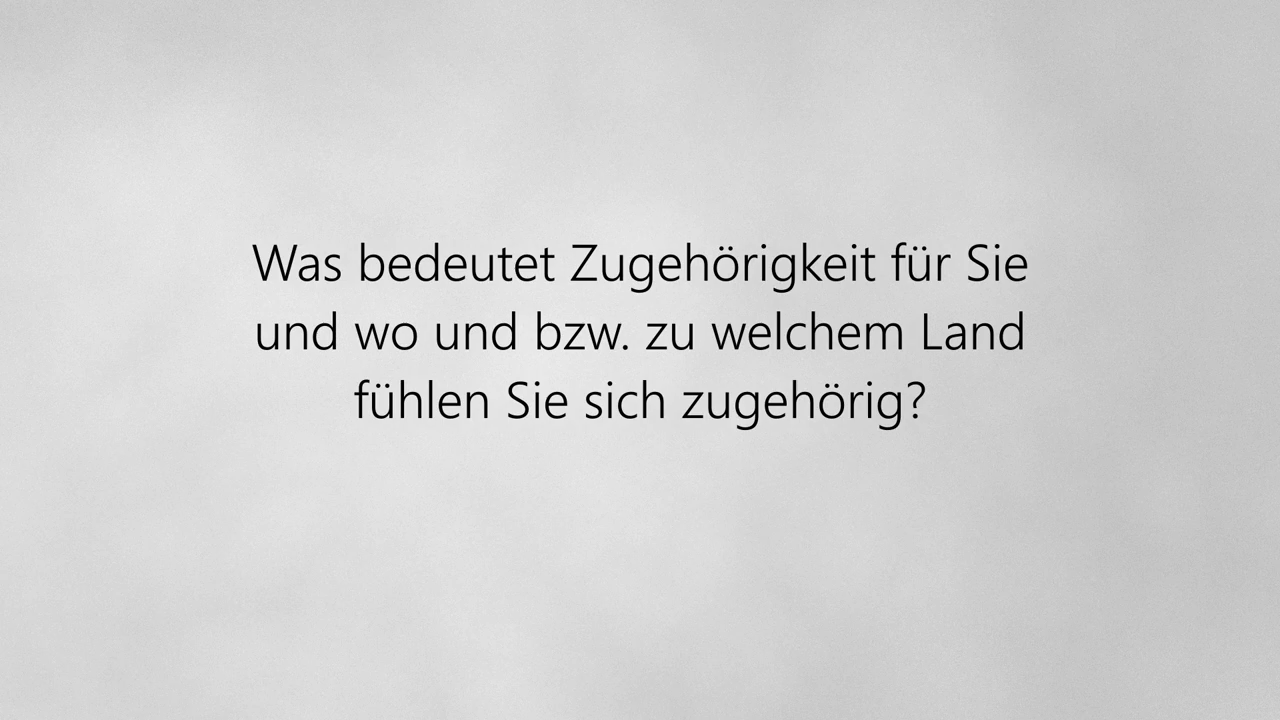 Was bedeutet Zugehörigkeit für Sie
und wo und bzw. zu welchem Land
fühlen Sie sich zugehörig?